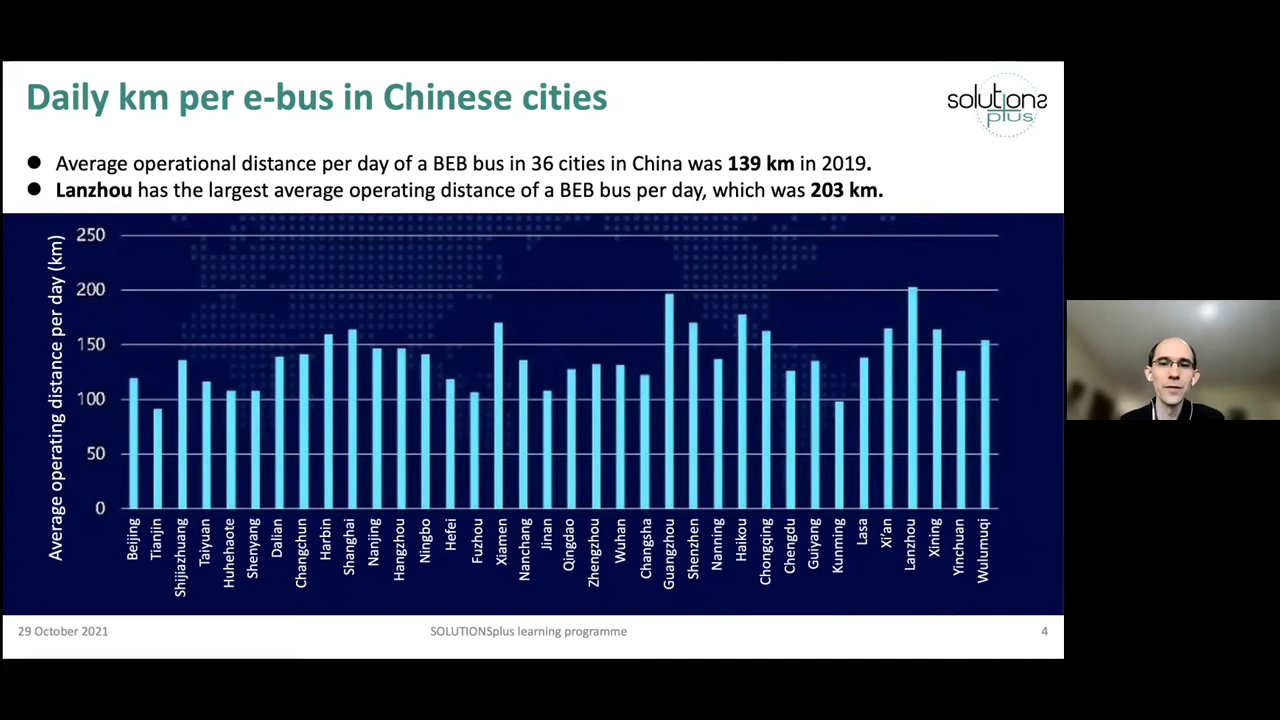 Daily km per e-bus in Chinese cities
solutions
plus
● Average operational distance per day of a BEB bus in 36 cities in China was 139 km in 2019.
● Lanzhou has the largest average operating distance of a BEB bus per day, which was 203 km.
Average operating distance per day (km)
250
200
150
100
50
0
Beijing
Tianjin
Shijiazhuang
Taiyuan
Huhehaote
Shenyang
Dalian
Changchun
Harbin
Shanghai
Nanjing
Hangzhou
Ningbo
Hefei
Fuzhou
Xiamen
Nanchang
Jinan
Qingdao
Zhengzhou
Wuhan
Changsha
Guangzhou
Shenzhen
Nanning
Haikou
Chongqing
Chengdu
Guiyang
Kunming
Lasa
Xi'an
Lanzhou
Xining
Yinchuan
Wulumuqi
29 October 2021
SOLUTIONSplus learning programme
4